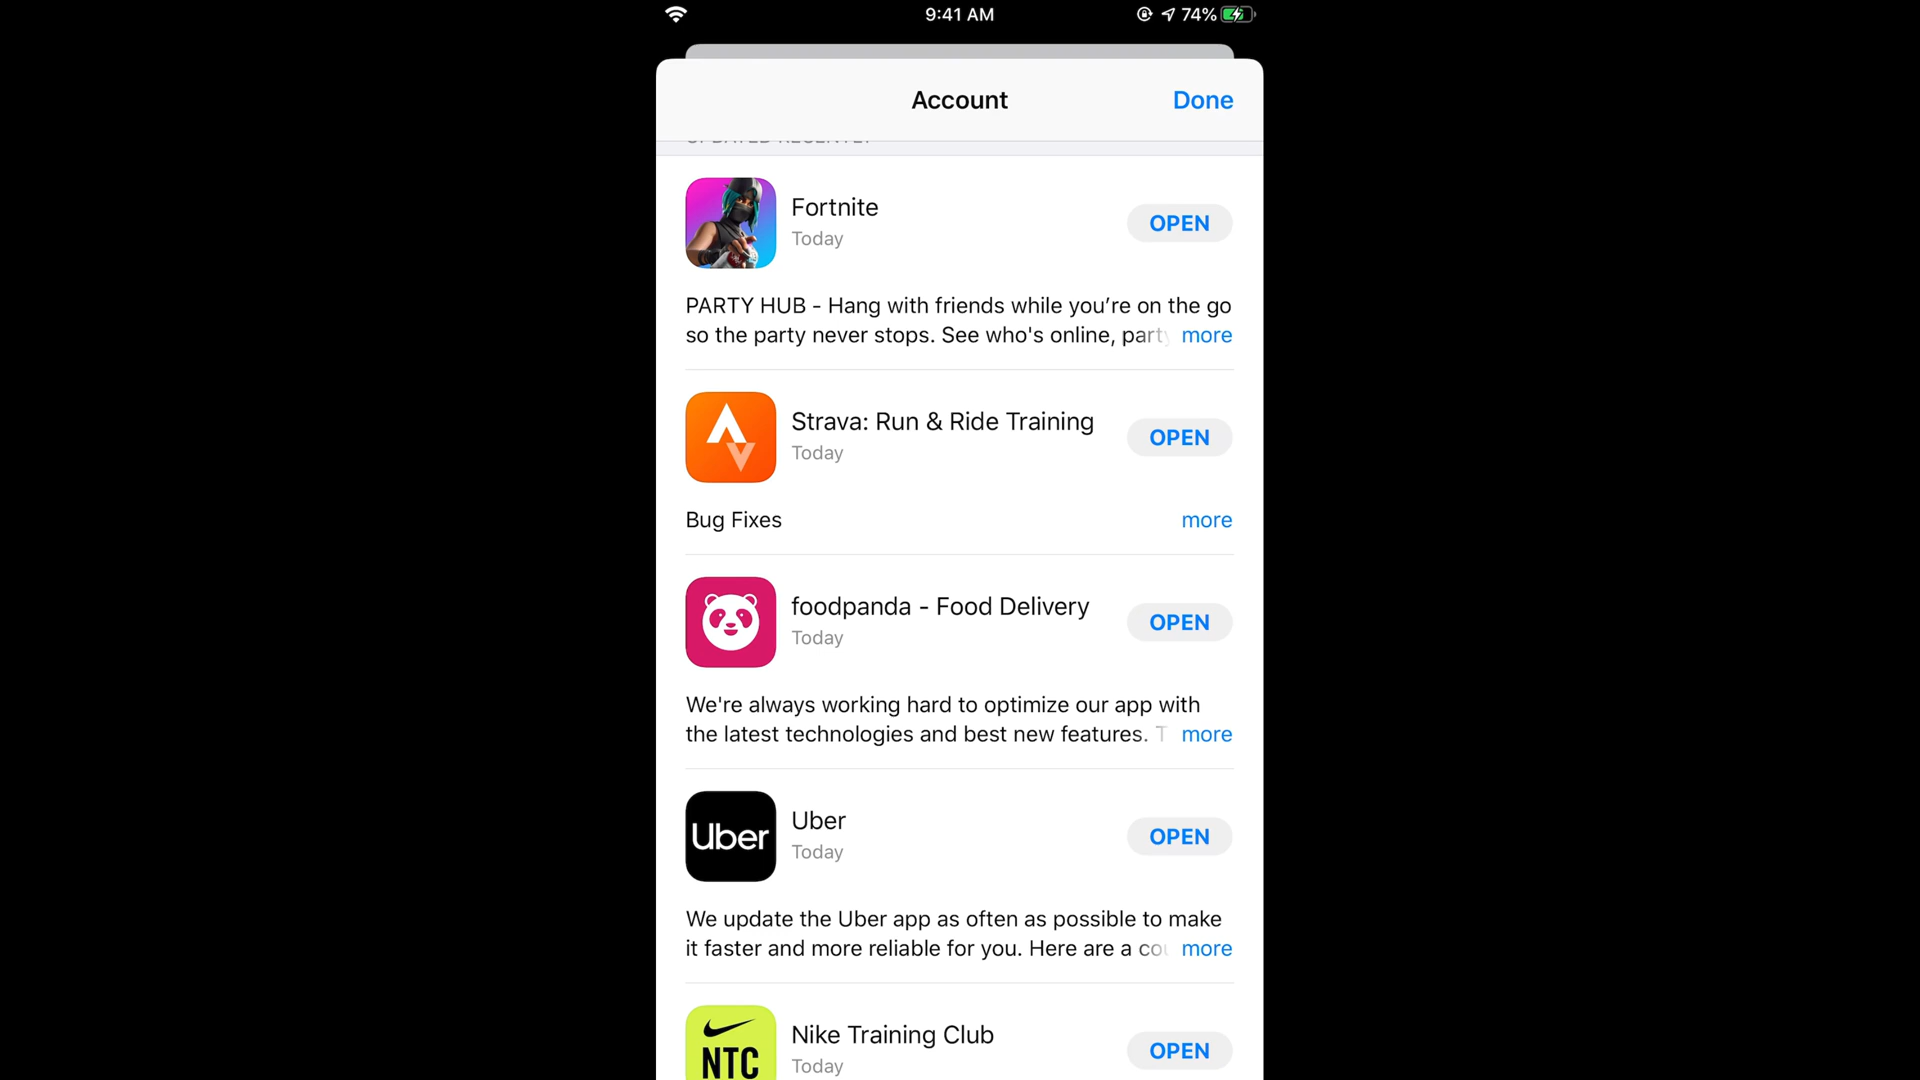 9:41 AM
74%
Account
Done
UPDATED RECENTLY
Fortnite
Today
OPEN
PARTY HUB - Hang with friends while you’re on the go
so the party never stops. See who's online, party more
Strava: Run & Ride Training
Today
OPEN
Bug Fixes
more
foodpanda - Food Delivery
Today
OPEN
We're always working hard to optimize our app with
the latest technologies and best new features. T more
Uber
Uber
Today
OPEN
We update the Uber app as often as possible to make
it faster and more reliable for you. Here are a cou more
NTC
Nike Training Club
Today
OPEN